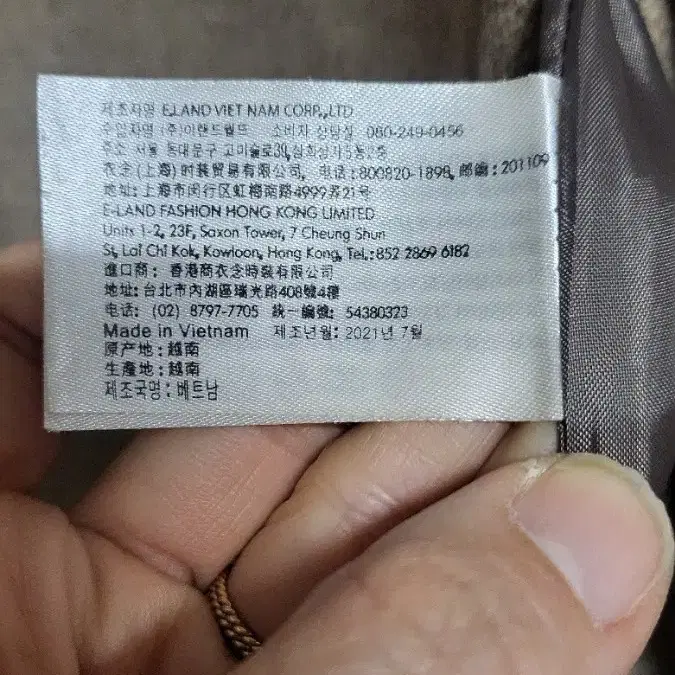 제조자명 E.LAND VIET NAM CORP.,LTD
수입자명 (주)이랜드월드 소비자 상담실 080-249-0456
주소 서울 동대문구 고미술로39, 삼희상가5동2층
衣念(上海)时装贸易有限公司, 电话:800820-1898, 邮编:201109
地址:上海市闵行区虹梅南路4999弄21号
E-LAND FASHION HONG KONG LIMITED
Units 1-2, 23F, Saxon Tower, 7 Cheung Shun
St, Lai Chi Kok, Kowloon, Hong Kong, Tel.:852 2869 6182
進口商: 香港商衣念時裝有限公司
地址:台北市內湖區瑞光路408號4樓
电话: (02) 8797-7705 統一編號: 54380323
Made in Vietnam 제조년월: 2021년 7월
原产地:越南
生産地:越南
제조국명:베트남